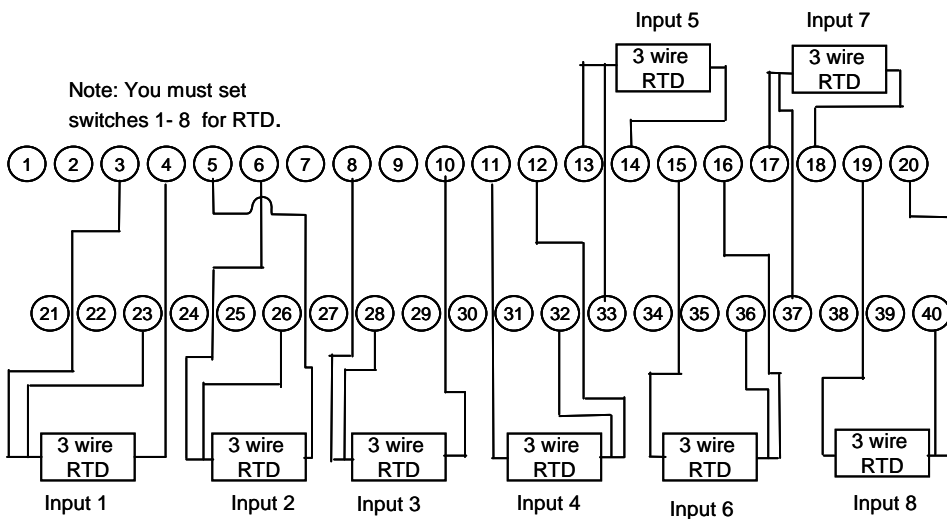 Input 5
Input 7
3 wire
RTD
3 wire
RTD
Note: You must set
switches 1- 8 for RTD.
1 2 3 4 5 6 7 8 9 10 11 12 13 14 15 16 17 18 19 20
21 22 23 24 25 26 27 28 29 30 31 32 33 34 35 36 37 38 39 40
3 wire
RTD
3 wire
RTD
3 wire
RTD
3 wire
RTD
3 wire
RTD
3 wire
RTD
Input 1
Input 2
Input 3
Input 4
Input 6
Input 8